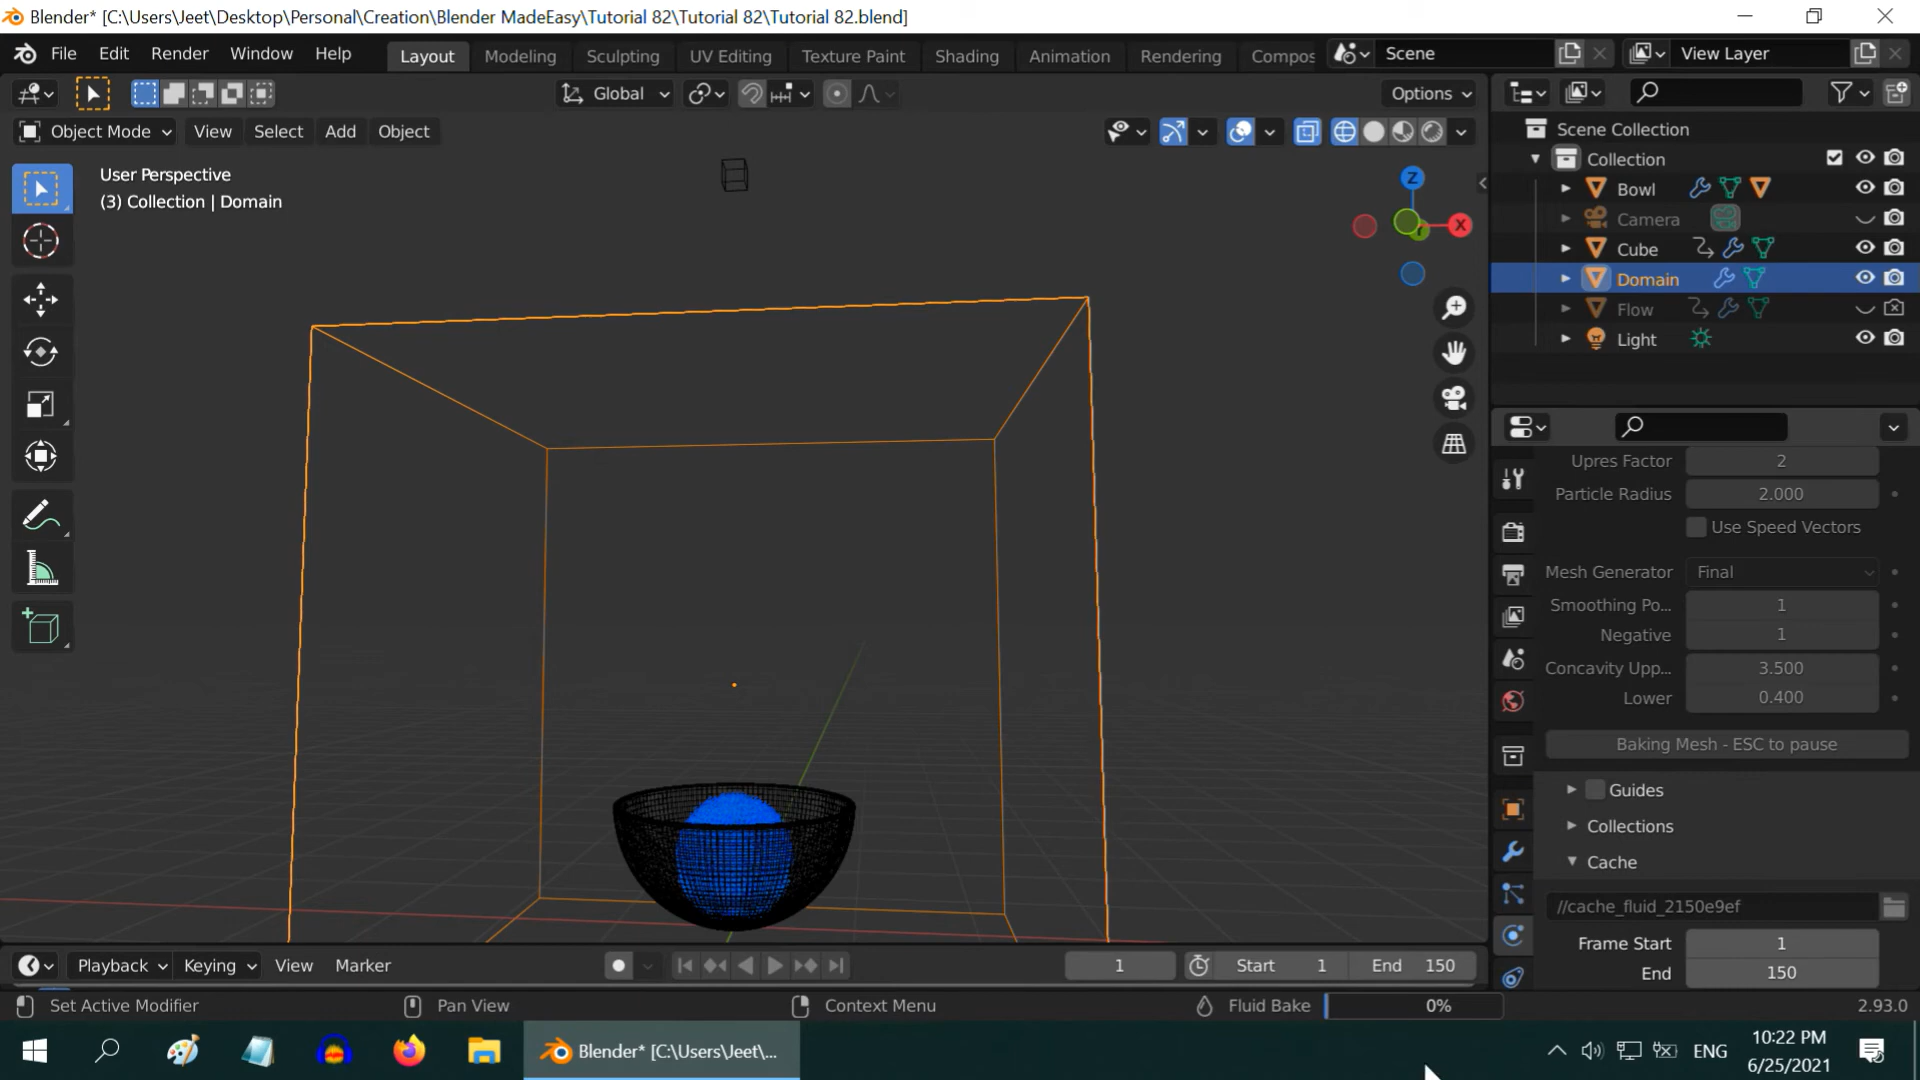 Blender* [C:\Users\Jeet\Desktop\Personal\Creation\Blender MadeEasy\Tutorial 82\Tutorial 82\Tutorial 82.blend]
File Edit Render Window Help Layout Modeling Sculpting UV Editing Texture Paint Shading Animation Rendering Compos Scene View Layer
Global Options
Object Mode View Select Add Object
User Perspective
(3) Collection | Domain
Z
X
Scene Collection
Collection
Bowl
Camera
Cube
Domain
Flow
Light
Upres Factor 2
Particle Radius 2.000
Use Speed Vectors
Mesh Generator Final
Smoothing Po... 1
Negative 1
Concavity Upp... 3.500
Lower 0.400
Baking Mesh - ESC to pause
Guides
Collections
Cache
//cache_fluid_2150e9ef
Frame Start 1
End 150
Playback Keying View Marker 1 Start 1 End 150
Set Active Modifier Pan View Context Menu Fluid Bake 0% 2.93.0
Blender* [C:\Users\Jeet\... ENG 10:22 PM
6/25/2021